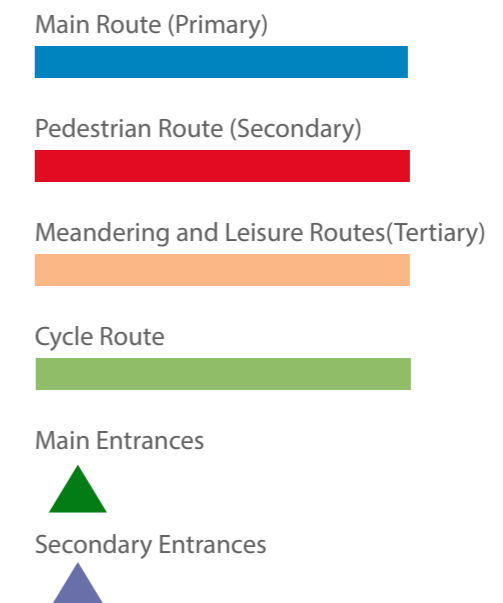 Main Route (Primary)
Pedestrian Route (Secondary)
Meandering and Leisure Routes(Tertiary)
Cycle Route
Main Entrances
Secondary Entrances